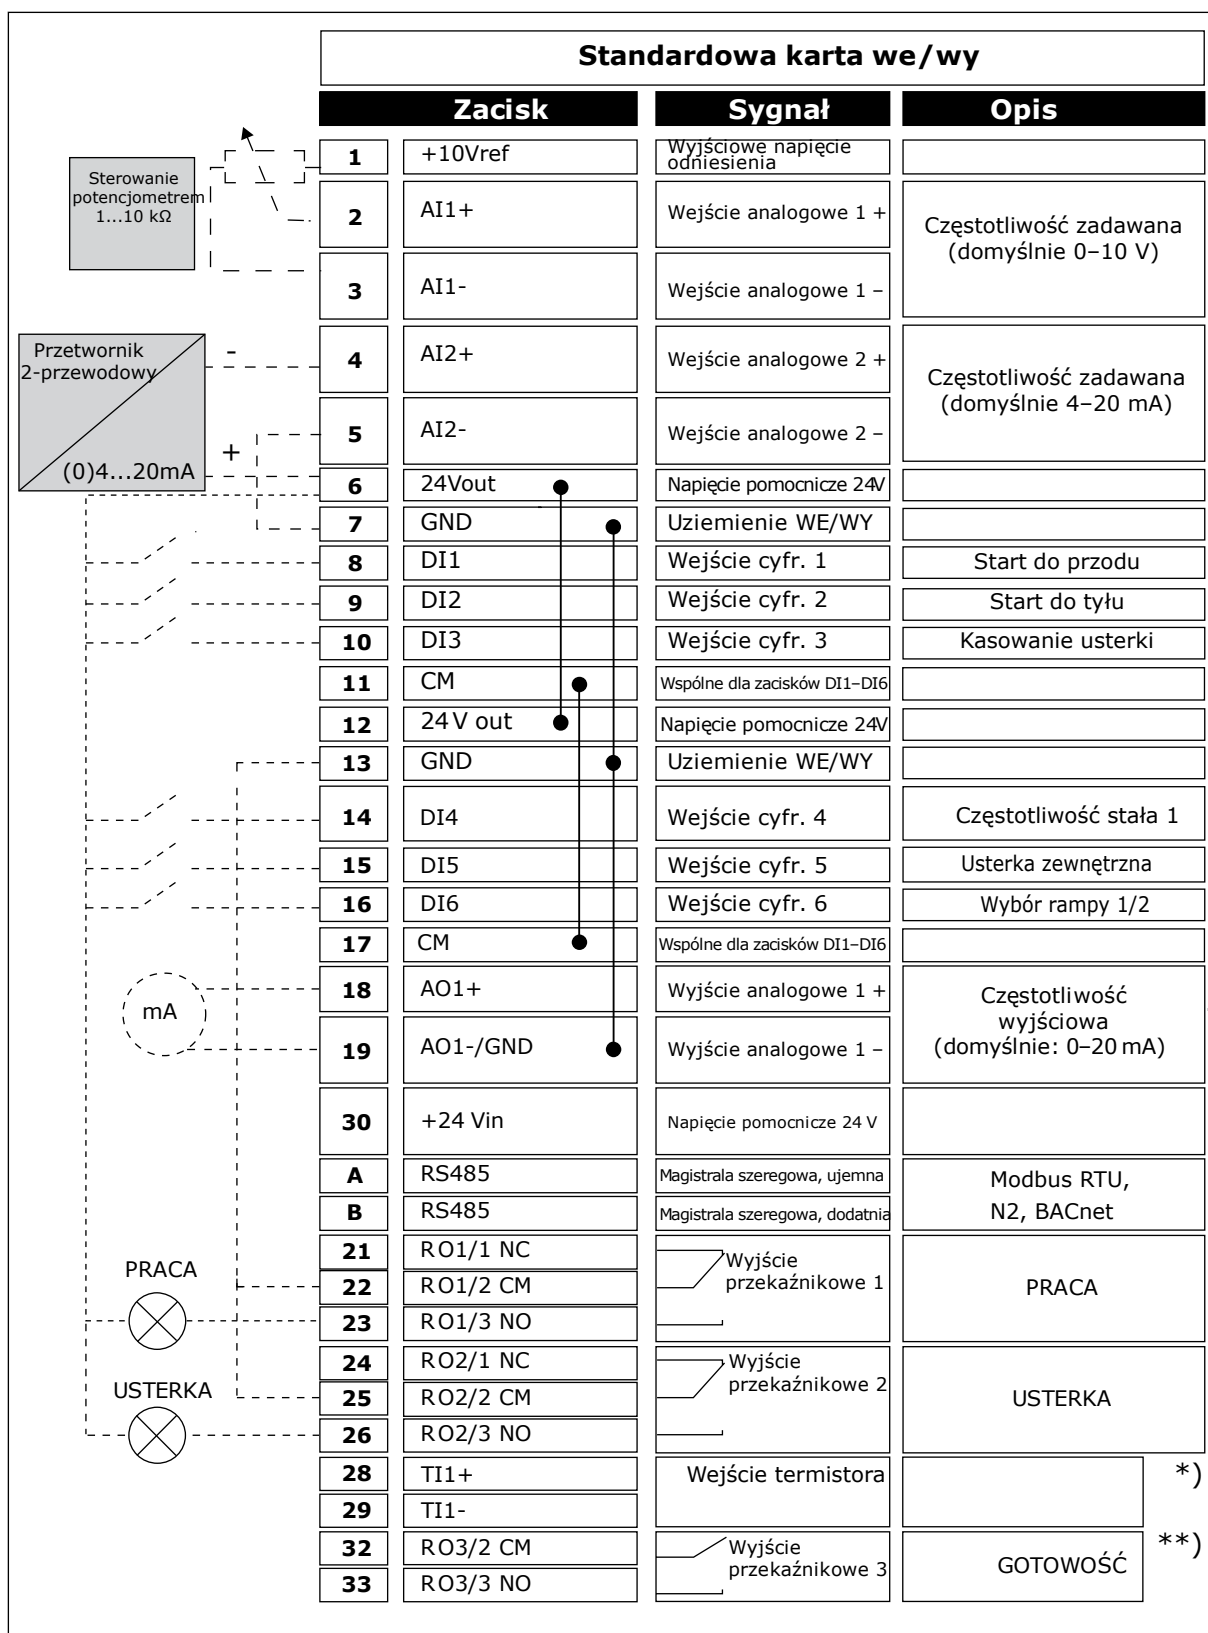 Standardowa karta we/wy
Zacisk Sygnał Opis
Sterowanie
potencjometrem
1...10 kΩ
1 +10Vref Wyjściowe napięcie
odniesienia
2 AI1+ Wejście analogowe 1 +
Częstotliwość zadawana
(domyślnie 0–10 V)
3 AI1- Wejście analogowe 1 –
Przetwornik
2-przewodowy
(0)4...20mA
-
+
4 AI2+ Wejście analogowe 2 +
Częstotliwość zadawana
(domyślnie 4–20 mA)
5 AI2- Wejście analogowe 2 –
6 24Vout Napięcie pomocnicze 24V
7 GND Uziemienie WE/WY
8 DI1 Wejście cyfr. 1 Start do przodu
9 DI2 Wejście cyfr. 2 Start do tyłu
10 DI3 Wejście cyfr. 3 Kasowanie usterki
11 CM Wspólne dla zacisków DI1–DI6
12 24V out Napięcie pomocnicze 24V
13 GND Uziemienie WE/WY
14 DI4 Wejście cyfr. 4 Częstotliwość stała 1
15 DI5 Wejście cyfr. 5 Usterka zewnętrzna
16 DI6 Wejście cyfr. 6 Wybór rampy 1/2
17 CM Wspólne dla zacisków DI1–DI6
mA
18 AO1+ Wyjście analogowe 1 +
Częstotliwość
wyjściowa
(domyślnie: 0–20 mA)
19 AO1-/GND Wyjście analogowe 1 –
30 +24 Vin Napięcie pomocnicze 24 V
A RS485 Magistrala szeregowa, ujemna
B RS485 Magistrala szeregowa, dodatnia
Modbus RTU,
N2, BACnet
21 RO1/1 NC
22 RO1/2 CM
23 RO1/3 NO
Wyjście
przekaźnikowe 1
PRACA
PRACA
24 RO2/1 NC
25 RO2/2 CM
26 RO2/3 NO
Wyjście
przekaźnikowe 2
USTERKA
USTERKA
28 TI1+ Wejście termistora *)
29 TI1-
32 RO3/2 CM
33 RO3/3 NO
Wyjście
przekaźnikowe 3
GOTOWOŚĆ **)